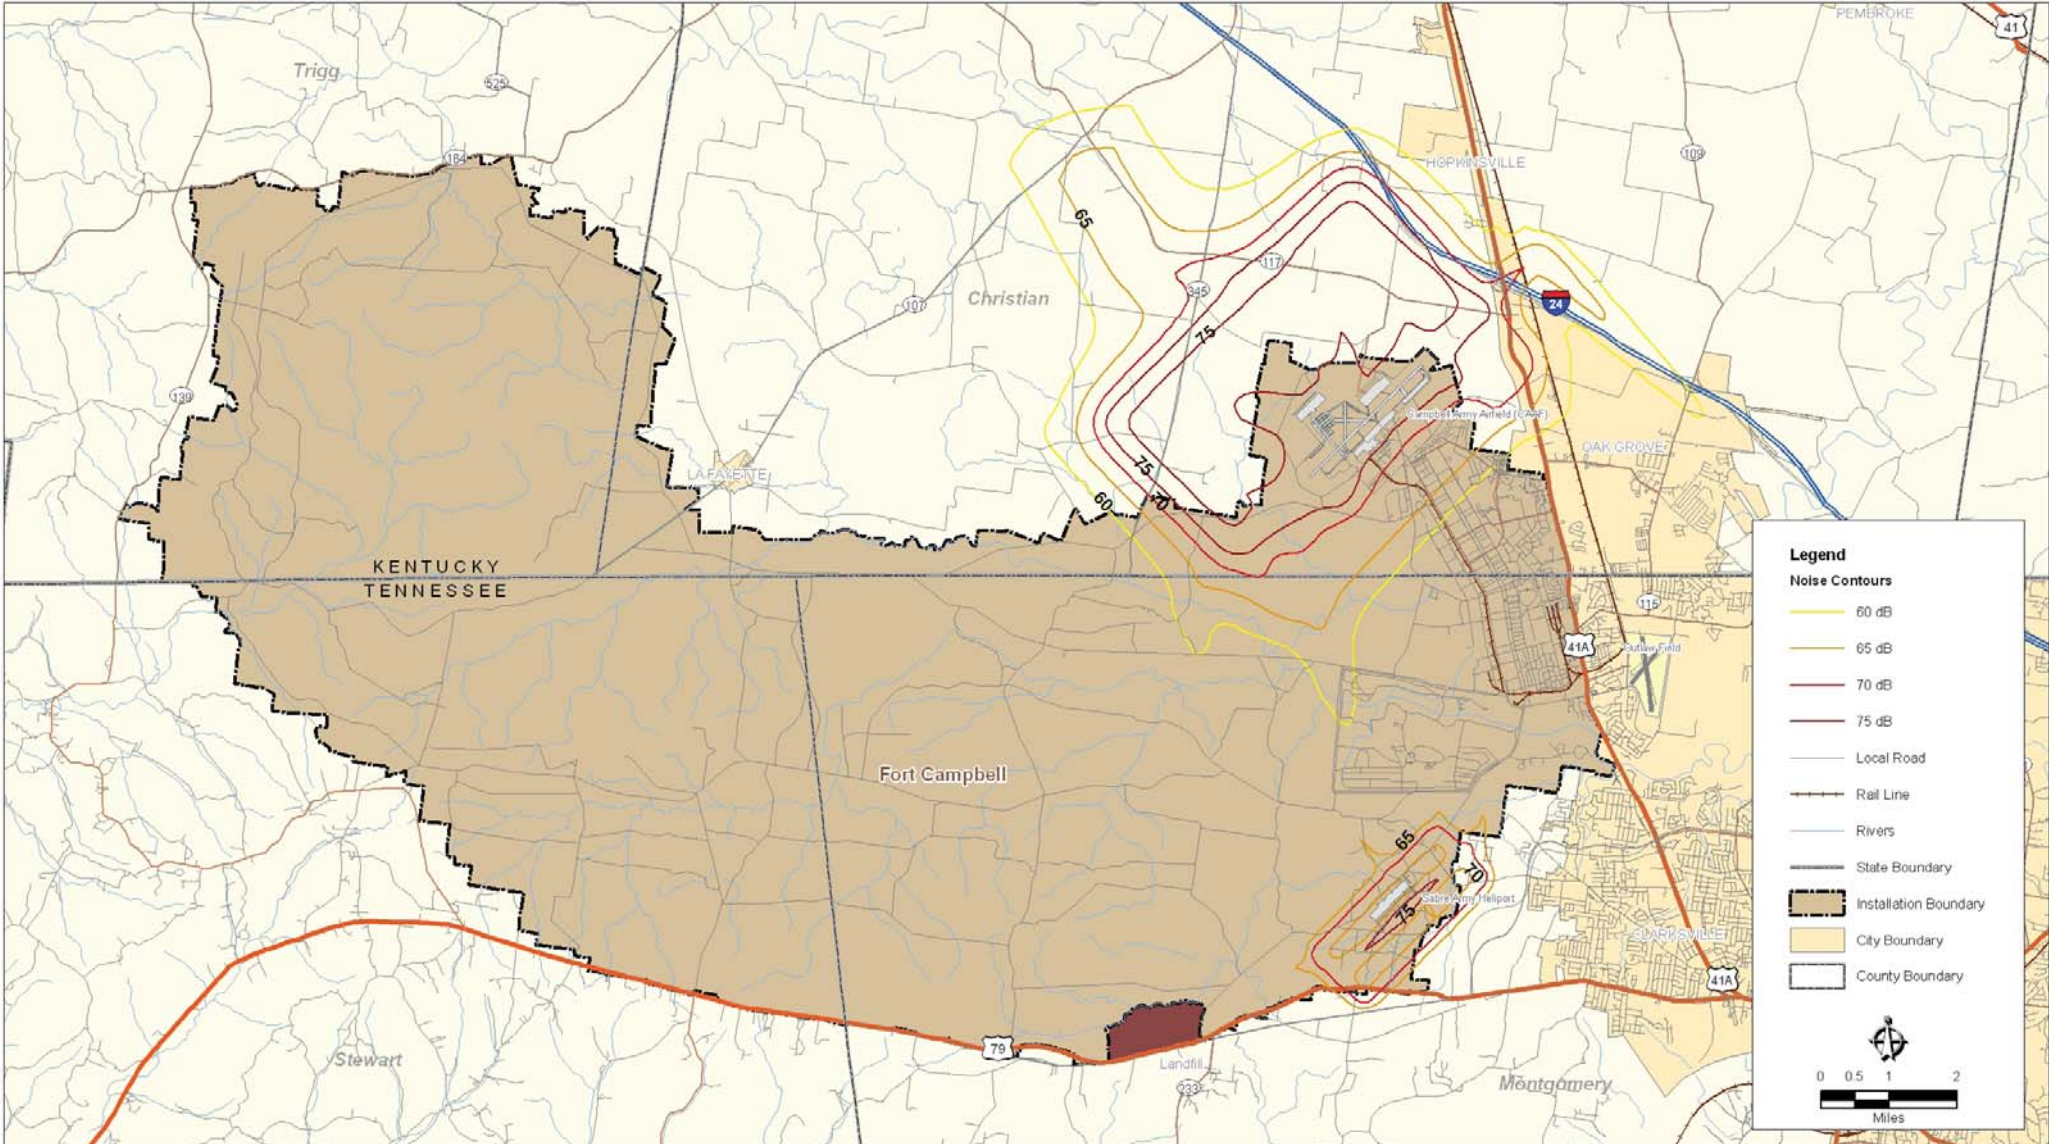 PEMBROKE
41
Trigg
525
164
HOPKINSVILLE
109
65
117
345
Christian
107
24
75
139
Campbell Army Airfield (CAAF)
OAK GROVE
LA FAYETTE
75
60
70
KENTUCKY
TENNESSEE
115
41A
Outlaw Field
Fort Campbell
65
70
Sabre Army Heliport
75
CLARKSVILLE
41A
79
Stewart
Landfill
233
Montgomery
Legend
Noise Contours
60 dB
65 dB
70 dB
75 dB
Local Road
Rail Line
Rivers
State Boundary
Installation Boundary
City Boundary
County Boundary
0 0.5 1 2
Miles